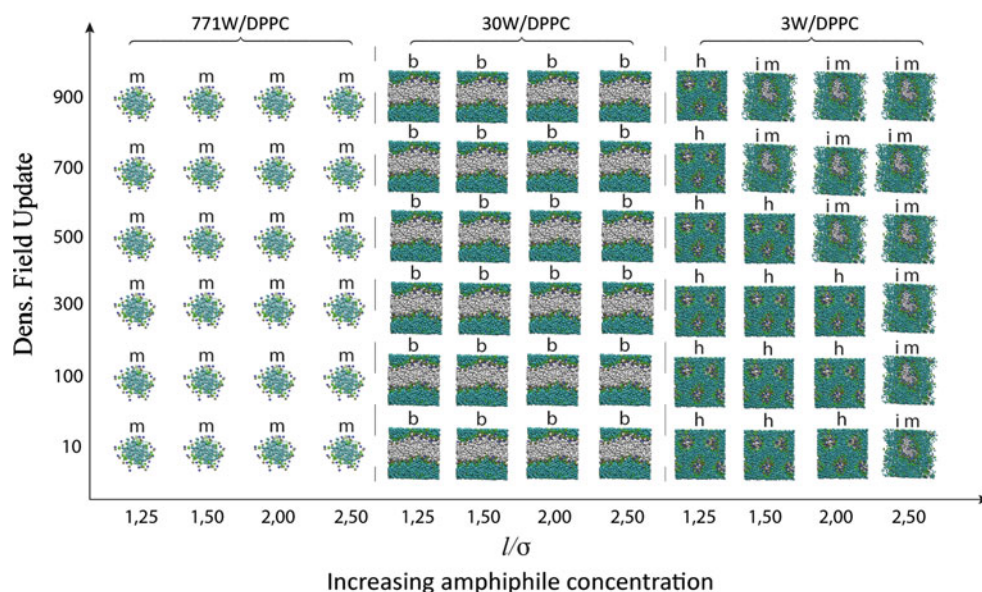 771W/DPPC 30W/DPPC 3W/DPPC
m m m m b b b b h i m i m i m
900
m m m m b b b b h i m i m i m
700
m m m m b b b b h h i m i m
500
m m m m b b b b h h h i m
300
m m m m b b b b h h h i m
100
m m m m b b b b h h h i m
10
Dens. Field Update
1,25 1,50 2,00 2,50 1,25 1,50 2,00 2,50 1,25 1,50 2,00 2,50
l/σ
Increasing amphiphile concentration